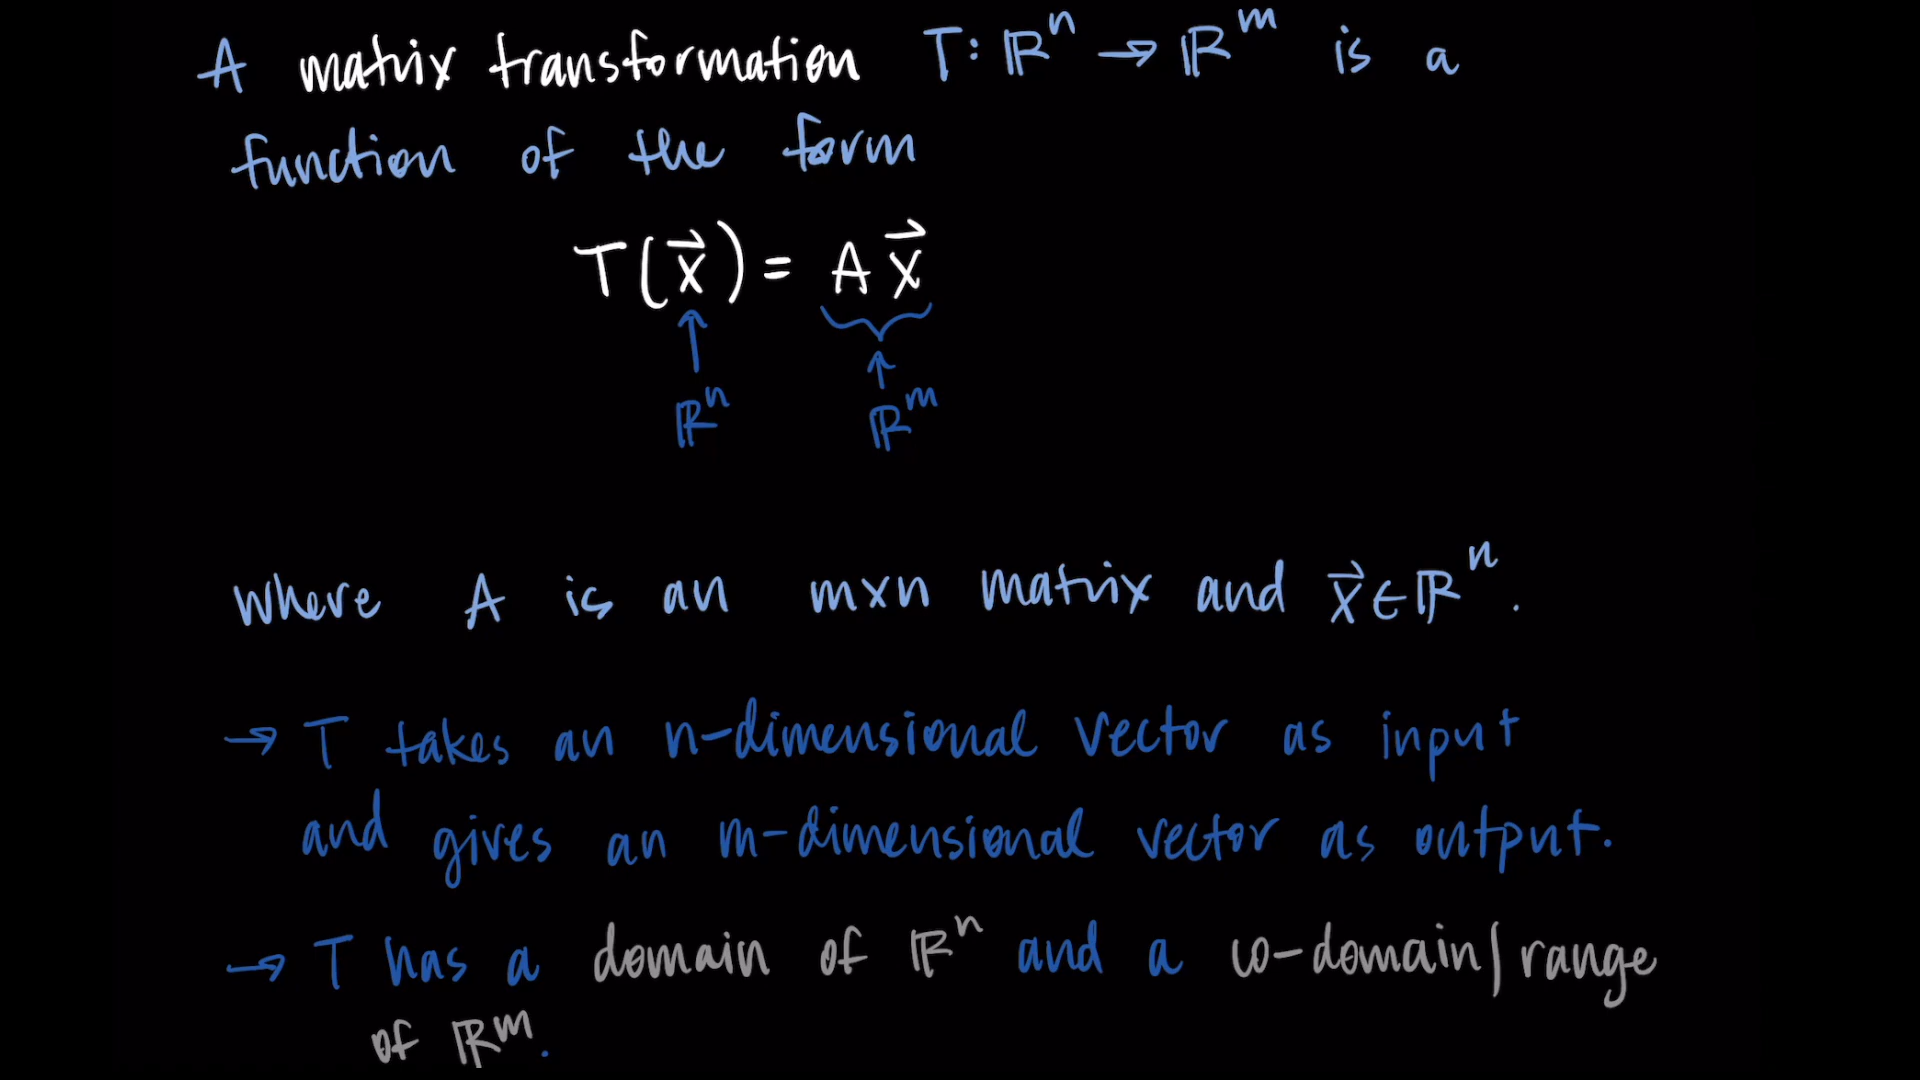 A matrix transformation T: ℝⁿ → ℝᵐ is a
function of the form
T(x⃗) = A x⃗
ℝⁿ ℝᵐ
where A is an m×n matrix and x⃗ ∈ ℝⁿ.
→ T takes an n-dimensional vector as input
and gives an m-dimensional vector as output.
→ T has a domain of ℝⁿ and a co-domain/range
of ℝᵐ.